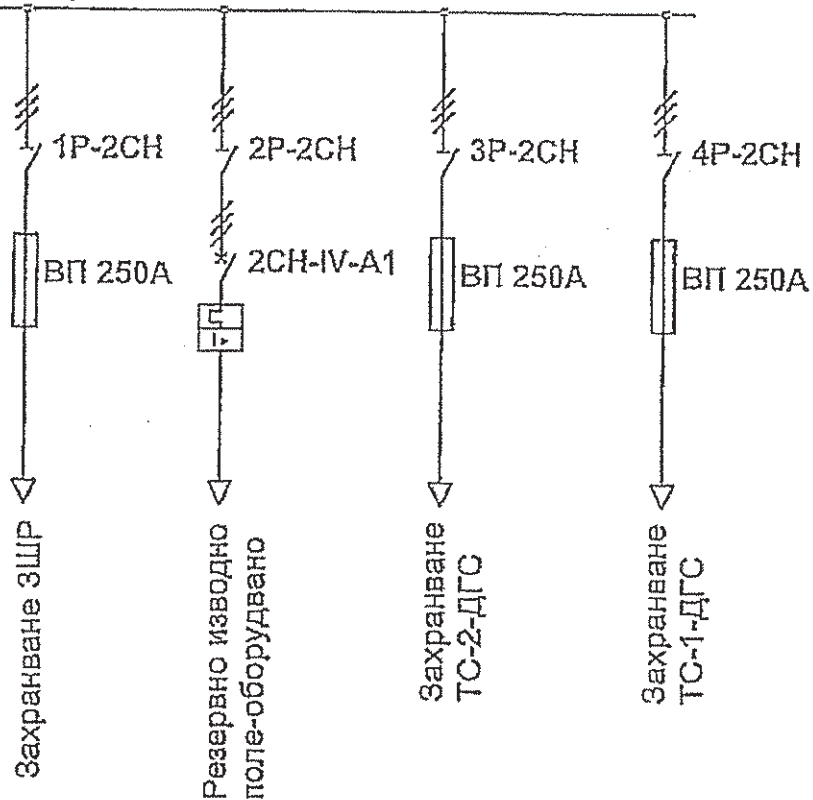 1Р-2СН
2Р-2СН
3Р-2СН
4Р-2СН
ВП 250А
2СН-IV-А1
ВП 250А
ВП 250А
I>
Захранване ЗШР
Резервно изводно
поле-оборудвано
Захранване
ТС-2-ДГС
Захранване
ТС-1-ДГС